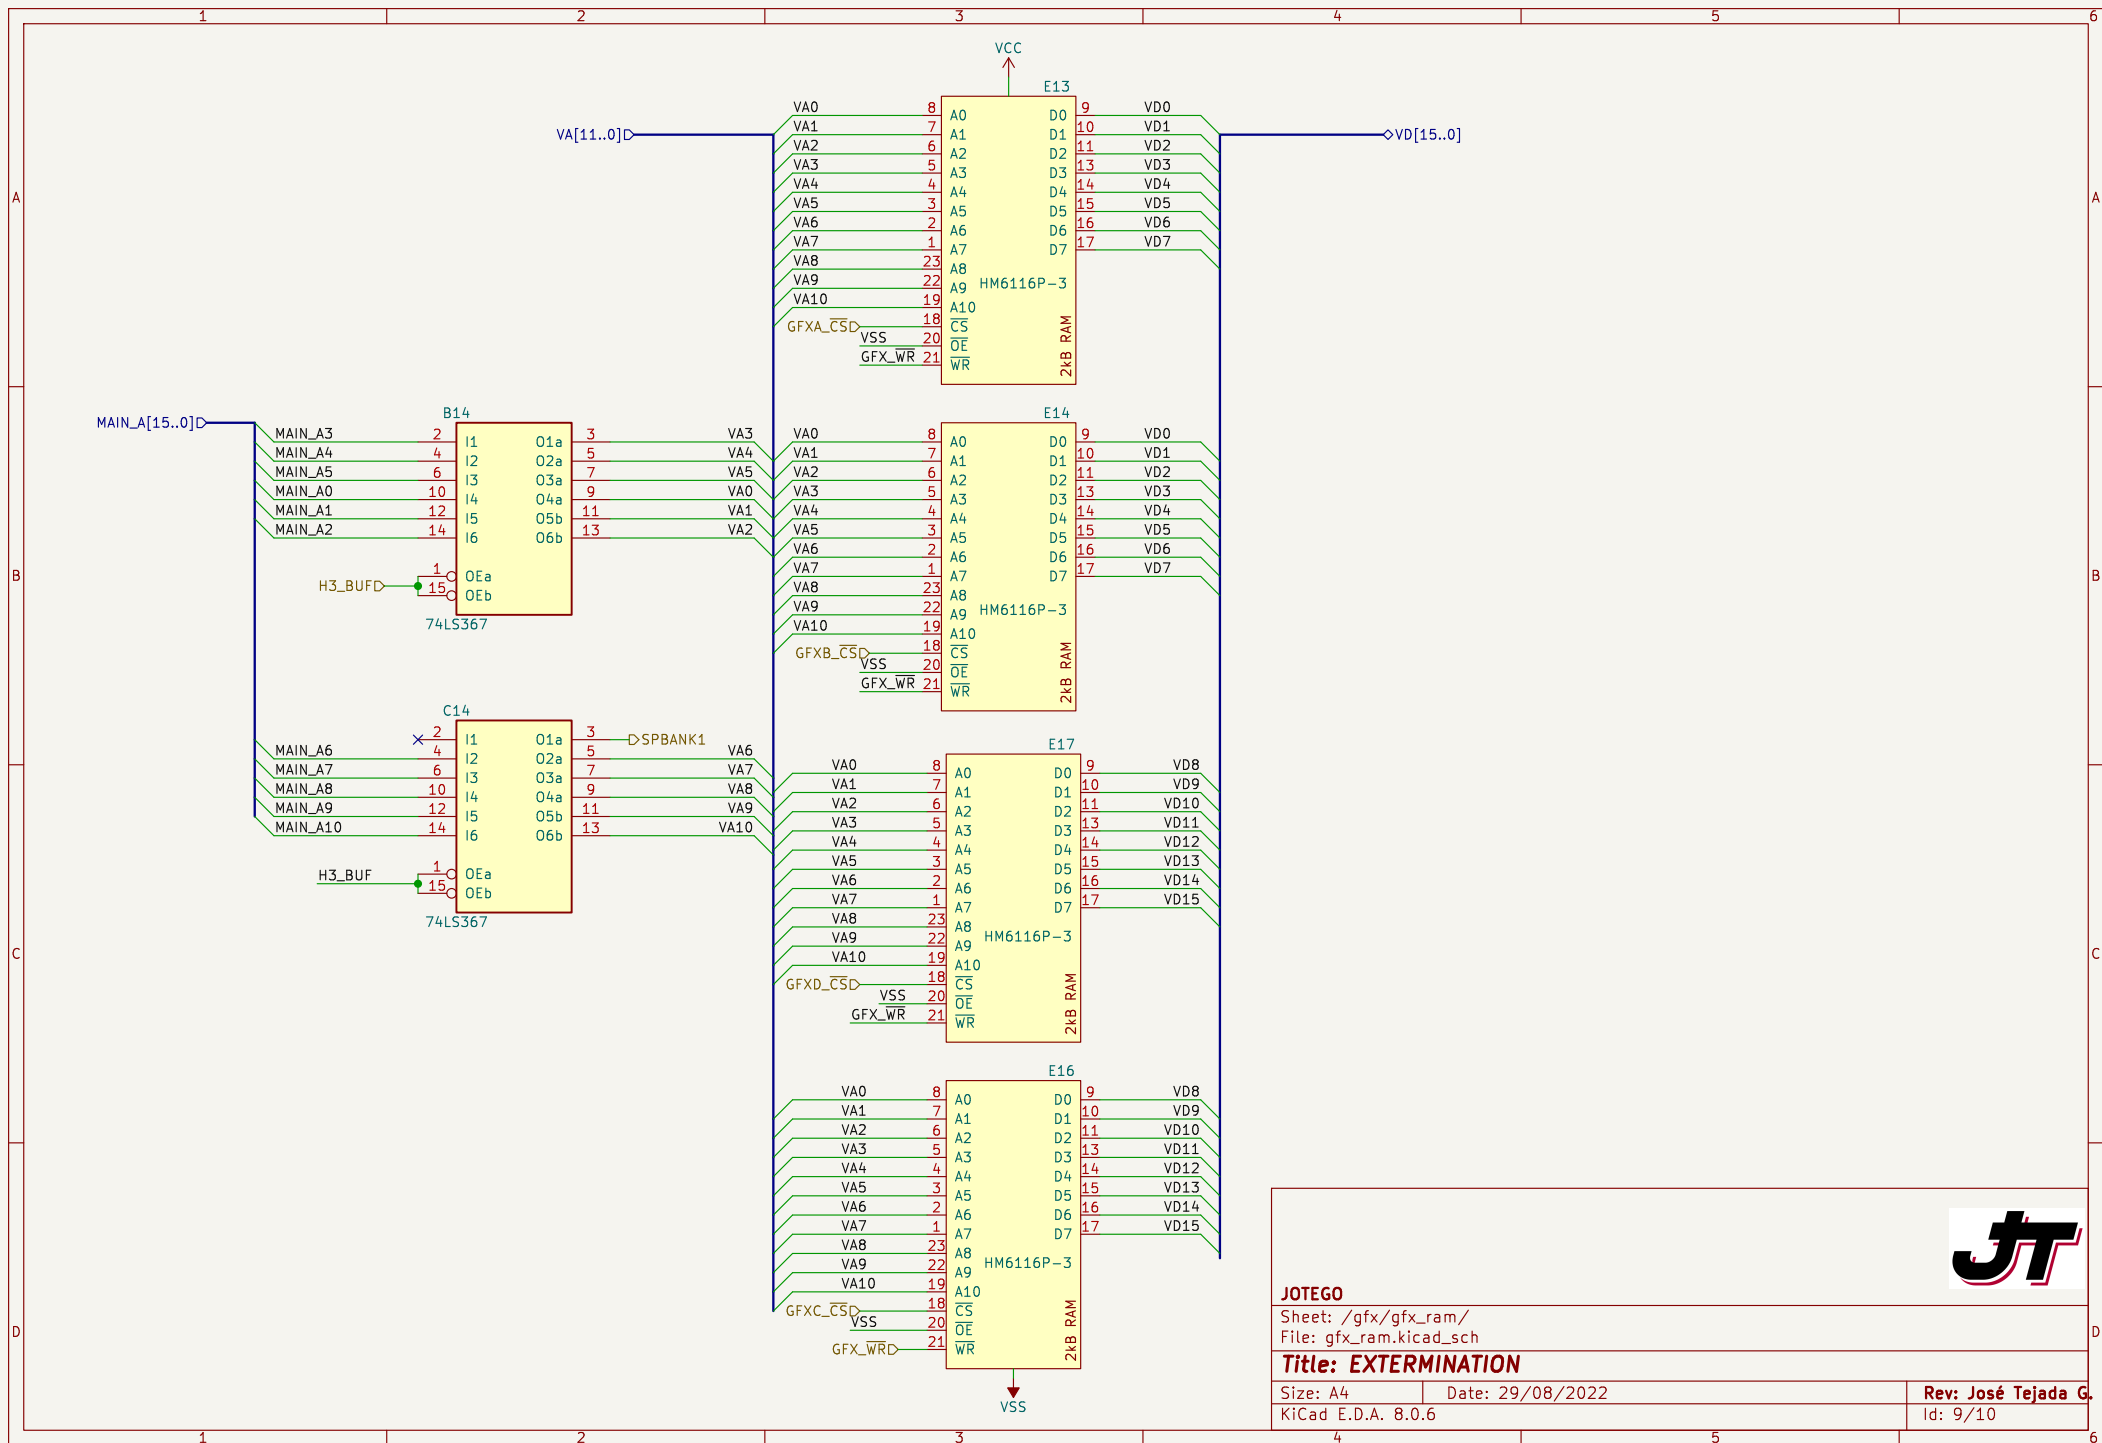 1 2 3 4 5 6
A
B
C
D
A
B
C
D
VCC
VA[11..0]
VD[15..0]
E13
VA0 8 A0 D0 9 VD0
VA1 7 A1 D1 10 VD1
VA2 6 A2 D2 11 VD2
VA3 5 A3 D3 13 VD3
VA4 4 A4 D4 14 VD4
VA5 3 A5 D5 15 VD5
VA6 2 A6 D6 16 VD6
VA7 1 A7 D7 17 VD7
VA8 23 A8
VA9 22 A9 HM6116P-3
VA10 19 A10
GFXA_CS 18 CS
VSS 20 OE
GFX_WR 21 WR
2kB RAM
MAIN_A[15..0]
B14
MAIN_A3 2 I1 O1a 3 VA3
MAIN_A4 4 I2 O2a 5 VA4
MAIN_A5 6 I3 O3a 7 VA5
MAIN_A0 10 I4 O4a 9 VA0
MAIN_A1 12 I5 O5b 11 VA1
MAIN_A2 14 I6 O6b 13 VA2
H3_BUF 1 OEa
15 OEb
74LS367
E14
VA0 8 A0 D0 9 VD0
VA1 7 A1 D1 10 VD1
VA2 6 A2 D2 11 VD2
VA3 5 A3 D3 13 VD3
VA4 4 A4 D4 14 VD4
VA5 3 A5 D5 15 VD5
VA6 2 A6 D6 16 VD6
VA7 1 A7 D7 17 VD7
VA8 23 A8
VA9 22 A9 HM6116P-3
VA10 19 A10
GFXB_CS 18 CS
VSS 20 OE
GFX_WR 21 WR
2kB RAM
C14
2 I1 O1a 3 SPBANK1
MAIN_A6 4 I2 O2a 5 VA6
MAIN_A7 6 I3 O3a 7 VA7
MAIN_A8 10 I4 O4a 9 VA8
MAIN_A9 12 I5 O5b 11 VA9
MAIN_A10 14 I6 O6b 13 VA10
H3_BUF 1 OEa
15 OEb
74LS367
E17
VA0 8 A0 D0 9 VD8
VA1 7 A1 D1 10 VD9
VA2 6 A2 D2 11 VD10
VA3 5 A3 D3 13 VD11
VA4 4 A4 D4 14 VD12
VA5 3 A5 D5 15 VD13
VA6 2 A6 D6 16 VD14
VA7 1 A7 D7 17 VD15
VA8 23 A8
VA9 22 A9 HM6116P-3
VA10 19 A10
GFXD_CS 18 CS
VSS 20 OE
GFX_WR 21 WR
2kB RAM
E16
VA0 8 A0 D0 9 VD8
VA1 7 A1 D1 10 VD9
VA2 6 A2 D2 11 VD10
VA3 5 A3 D3 13 VD11
VA4 4 A4 D4 14 VD12
VA5 3 A5 D5 15 VD13
VA6 2 A6 D6 16 VD14
VA7 1 A7 D7 17 VD15
VA8 23 A8
VA9 22 A9 HM6116P-3
VA10 19 A10
GFXC_CS 18 CS
VSS 20 OE
GFX_WR 21 WR
2kB RAM
VSS
JT
JOTEGO
Sheet: /gfx/gfx_ram/
File: gfx_ram.kicad_sch
Title: EXTERMINATION
Size: A4 Date: 29/08/2022 Rev: José Tejada G.
KiCad E.D.A. 8.0.6 Id: 9/10
1 2 3 4 5 6